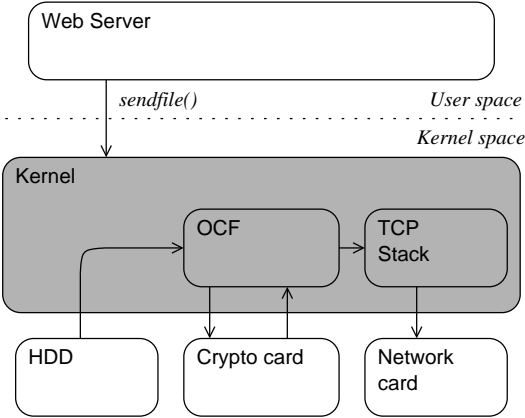 Web Server
sendfile()
User space
Kernel space
Kernel
OCF
TCP
Stack
HDD
Crypto card
Network
card